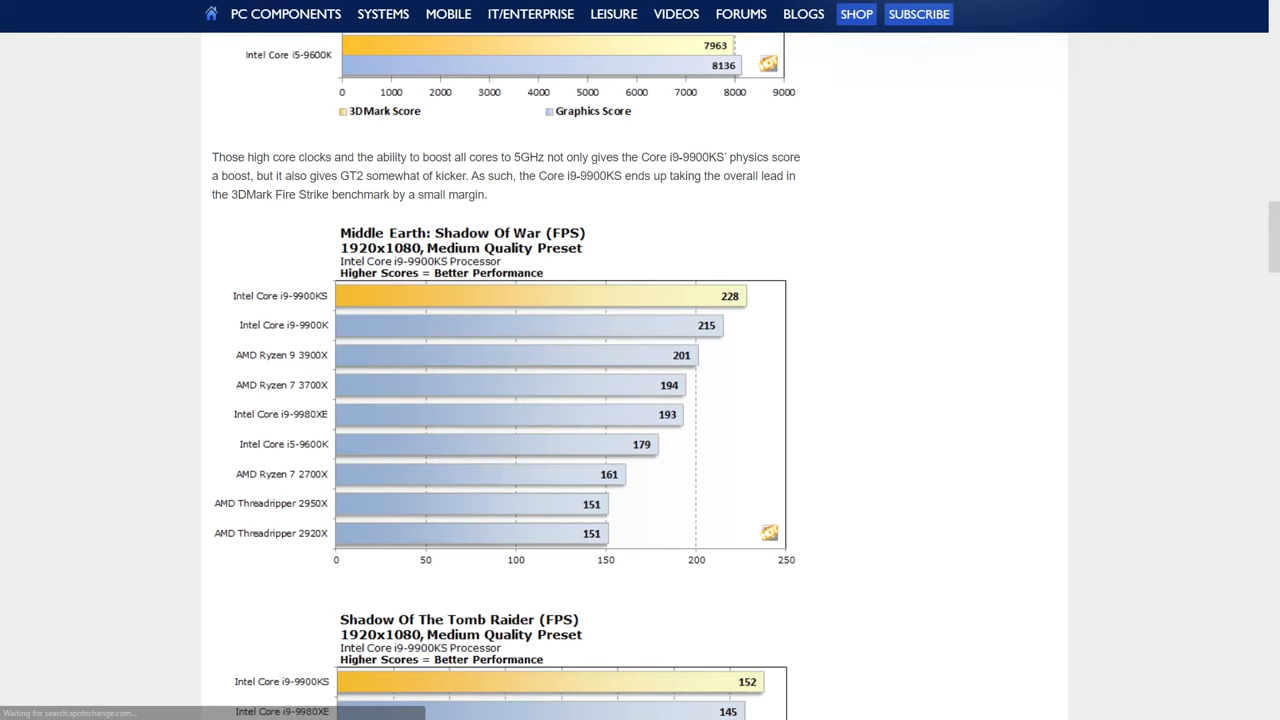 PC COMPONENTS SYSTEMS MOBILE IT/ENTERPRISE LEISURE VIDEOS FORUMS BLOGS SHOP SUBSCRIBE
Intel Core i5-9600K
7963
8136
0 1000 2000 3000 4000 5000 6000 7000 8000 9000
3DMark Score Graphics Score
Those high core clocks and the ability to boost all cores to 5GHz not only gives the Core i9-9900KS' physics score
a boost, but it also gives GT2 somewhat of kicker. As such, the Core i9-9900KS ends up taking the overall lead in
the 3DMark Fire Strike benchmark by a small margin.
Middle Earth: Shadow Of War (FPS)
1920x1080, Medium Quality Preset
Intel Core i9-9900KS Processor
Higher Scores = Better Performance
Intel Core i9-9900KS 228
Intel Core i9-9900K 215
AMD Ryzen 9 3900X 201
AMD Ryzen 7 3700X 194
Intel Core i9-9980XE 193
Intel Core i5-9600K 179
AMD Ryzen 7 2700X 161
AMD Threadripper 2950X 151
AMD Threadripper 2920X 151
0 50 100 150 200 250
Shadow Of The Tomb Raider (FPS)
1920x1080, Medium Quality Preset
Intel Core i9-9900KS Processor
Higher Scores = Better Performance
Intel Core i9-9900KS 152
Intel Core i9-9980XE 145
Waiting for search.spotxchange.com...